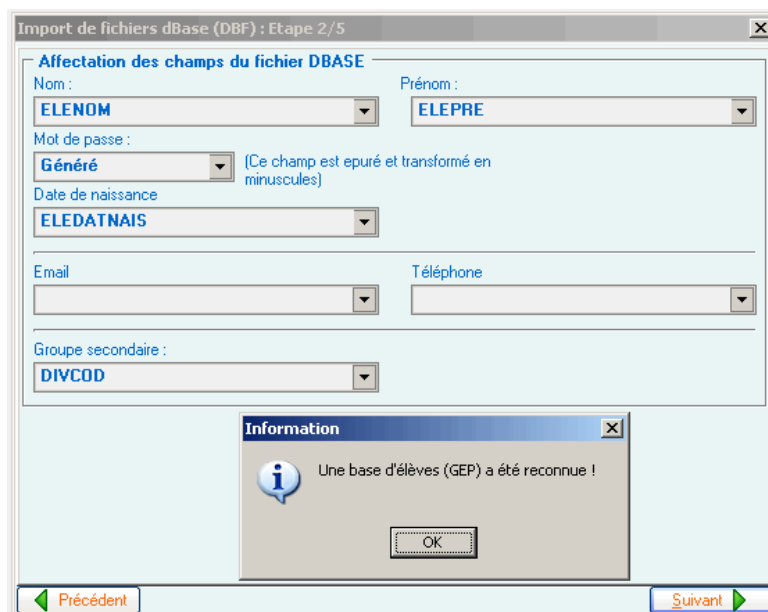 Import de fichiers dBase (DBF) : Etape 2/5
Affectation des champs du fichier DBASE
Nom :
Prénom :
ELENOM
ELEPRE
Mot de passe :
Généré
(Ce champ est epuré et transformé en
minuscules)
Date de naissance
ELEDATNAIS
Email
Téléphone
Groupe secondaire :
DIVCOD
Information
Une base d'élèves (GEP) a été reconnue !
OK
Précédent
Suivant